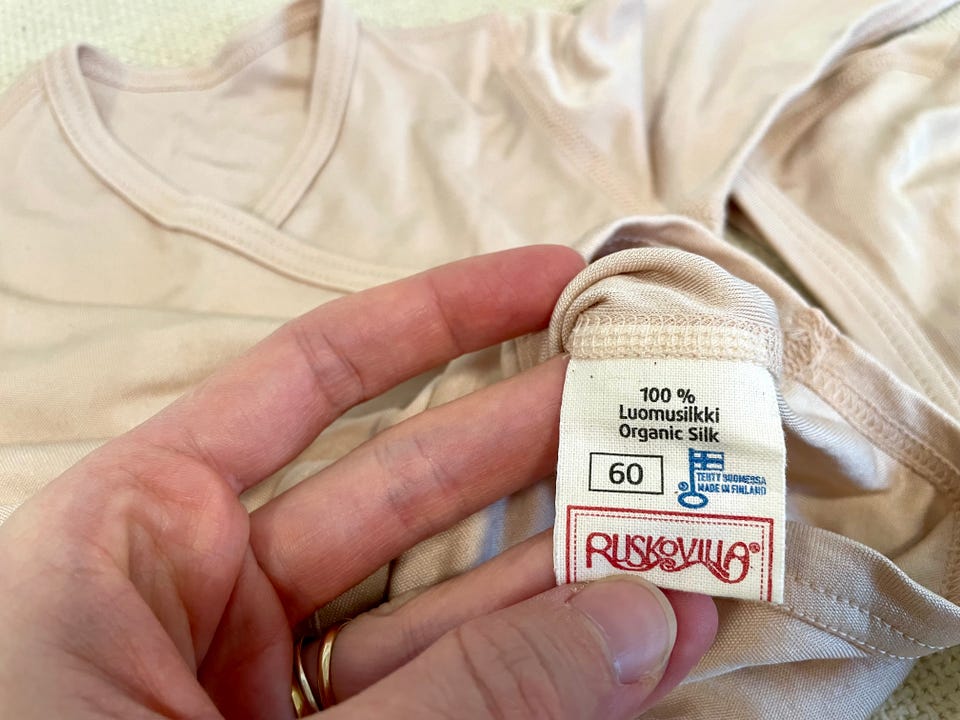 100 %
Luomusilkki
Organic Silk
60
TEHTY SUOMESSA
MADE IN FINLAND
RUSKOVILLA®